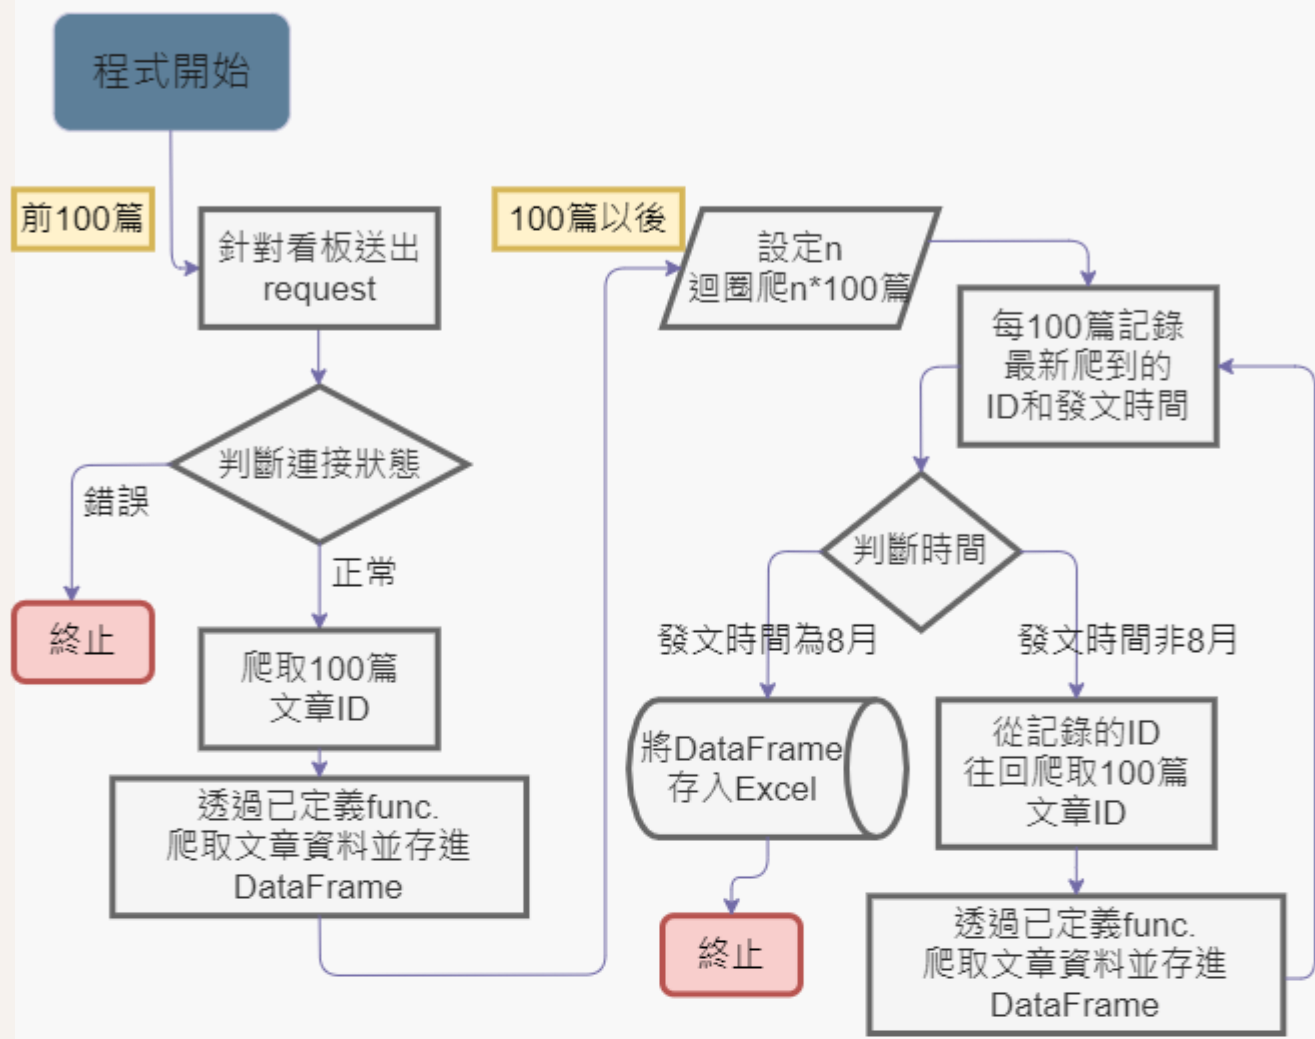 程式開始
前100篇
針對看板送出
request
判斷連接狀態
錯誤
正常
終止
爬取100篇
文章ID
透過已定義func.
爬取文章資料並存進
DataFrame
100篇以後
設定n
迴圈爬n*100篇
每100篇記錄
最新爬到的
ID和發文時間
判斷時間
發文時間為8月
發文時間非8月
將DataFrame
存入Excel
終止
從記錄的ID
往回爬取100篇
文章ID
透過已定義func.
爬取文章資料並存進
DataFrame